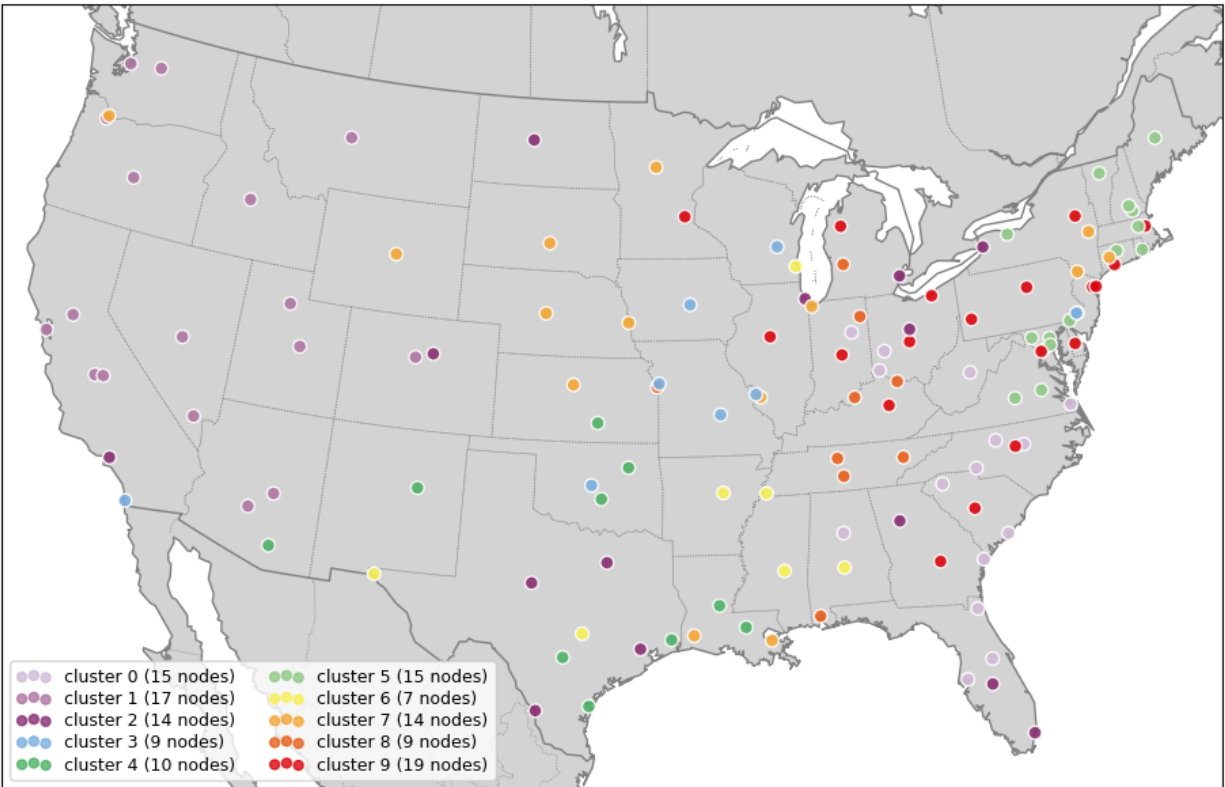 cluster 0 (15 nodes)
cluster 1 (17 nodes)
cluster 2 (14 nodes)
cluster 3 (9 nodes)
cluster 4 (10 nodes)
cluster 5 (15 nodes)
cluster 6 (7 nodes)
cluster 7 (14 nodes)
cluster 8 (9 nodes)
cluster 9 (19 nodes)